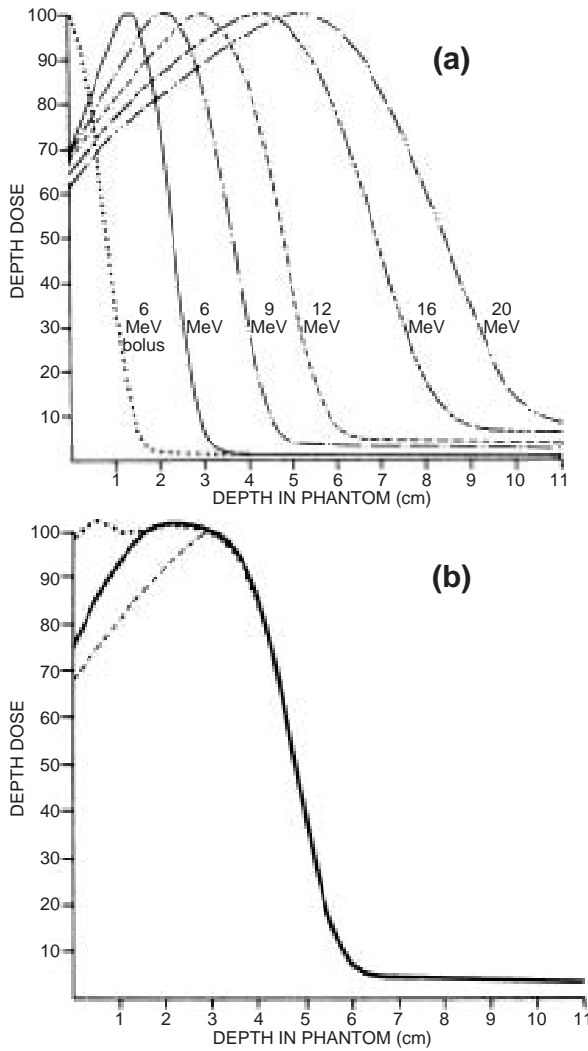 100
(a)
90
80
70
60
50
40
30
20
10
DEPTH DOSE
6 MeV bolus
6 MeV
9 MeV
12 MeV
16 MeV
20 MeV
1 2 3 4 5 6 7 8 9 10 11
DEPTH IN PHANTOM (cm)
100
(b)
90
80
70
60
50
40
30
20
10
DEPTH DOSE
1 2 3 4 5 6 7 8 9 10 11
DEPTH IN PHANTOM (cm)